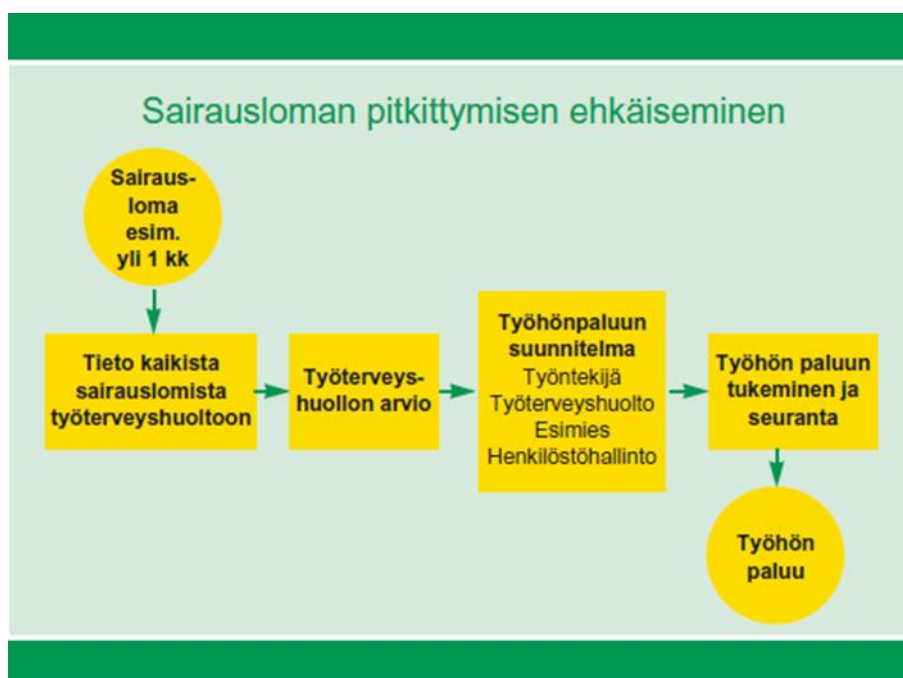 Sairausloman pitkittymisen ehkäiseminen
Sairaus-
loma
esim.
yli 1 kk
Tieto kaikista
sairauslomista
työterveyshuoltoon
Työterveys-
huollon arvio
Työhönpaluun
suunnitelma
Työntekijä
Työterveyshuolto
Esimies
Henkilöstöhallinto
Työhön paluun
tukeminen ja
seuranta
Työhön
paluu